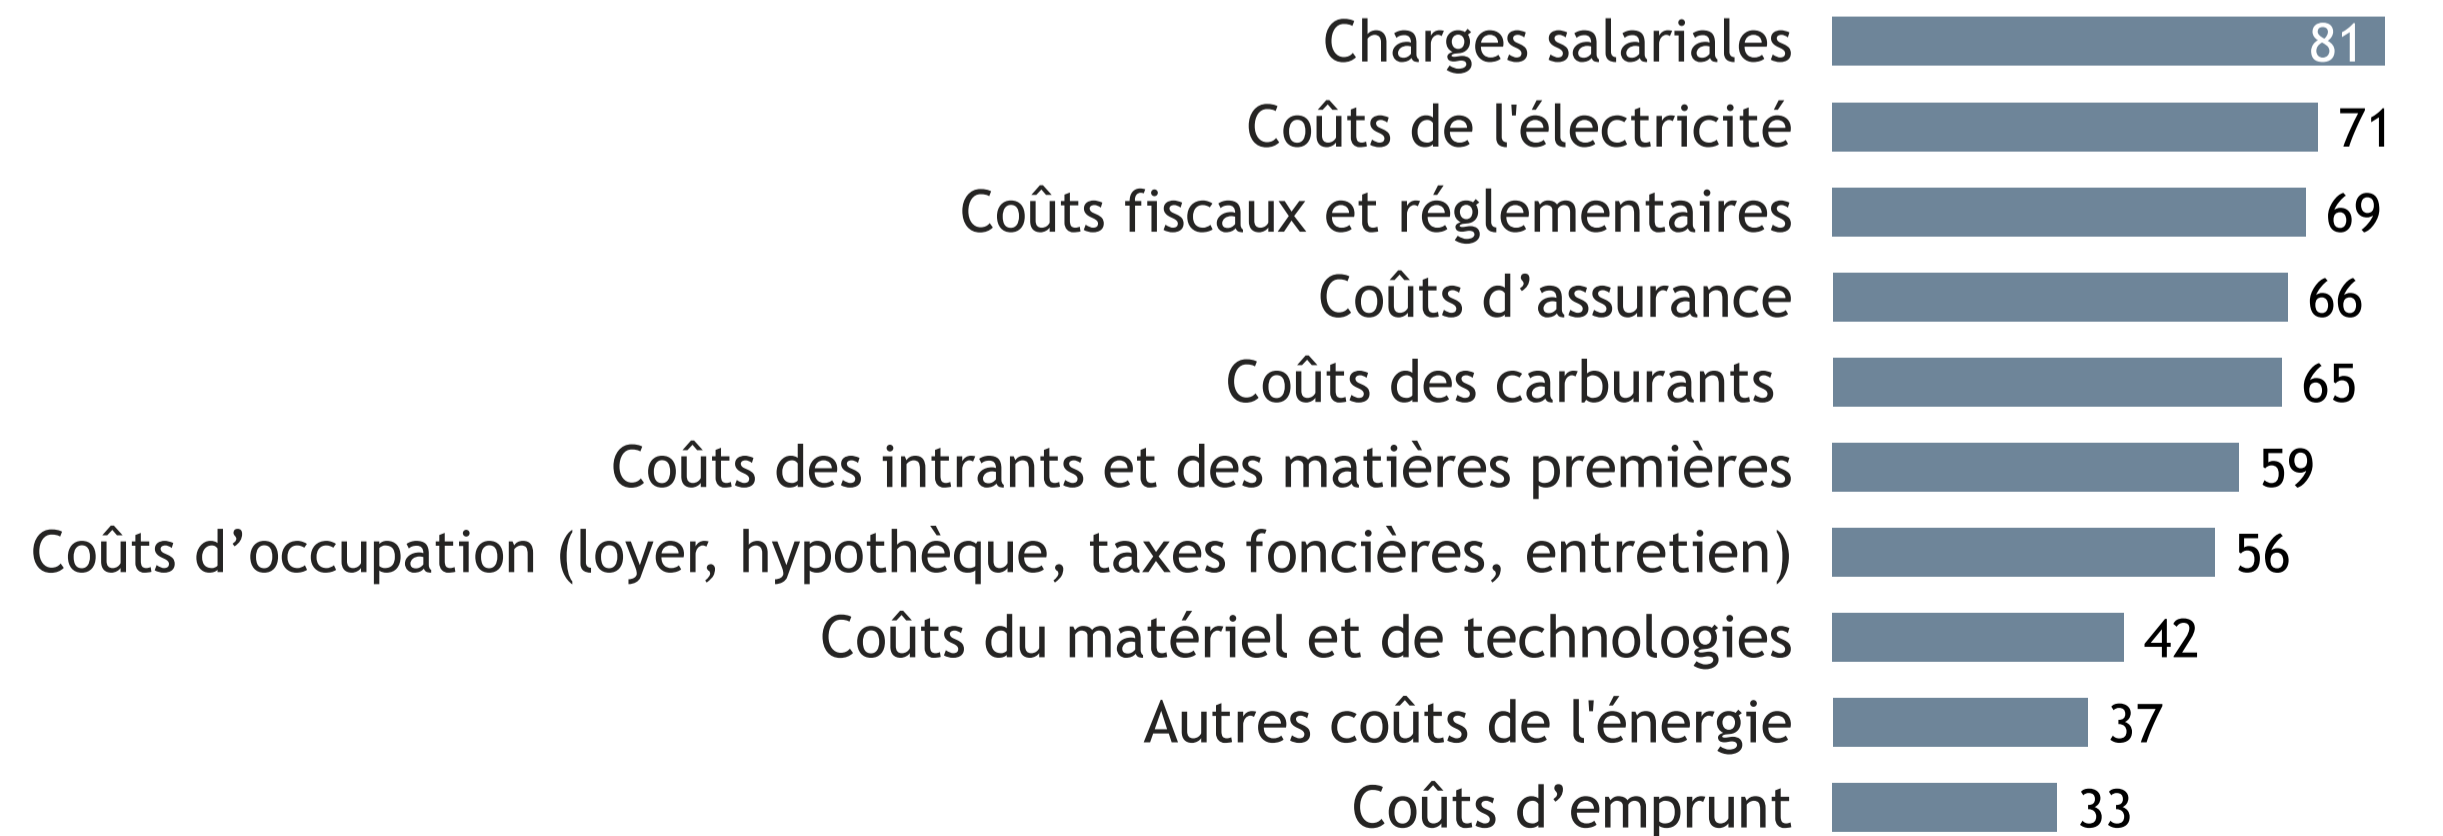 Charges salariales 81
Coûts de l'électricité 71
Coûts fiscaux et réglementaires 69
Coûts d’assurance 66
Coûts des carburants 65
Coûts des intrants et des matières premières 59
Coûts d’occupation (loyer, hypothèque, taxes foncières, entretien) 56
Coûts du matériel et de technologies 42
Autres coûts de l'énergie 37
Coûts d’emprunt 33